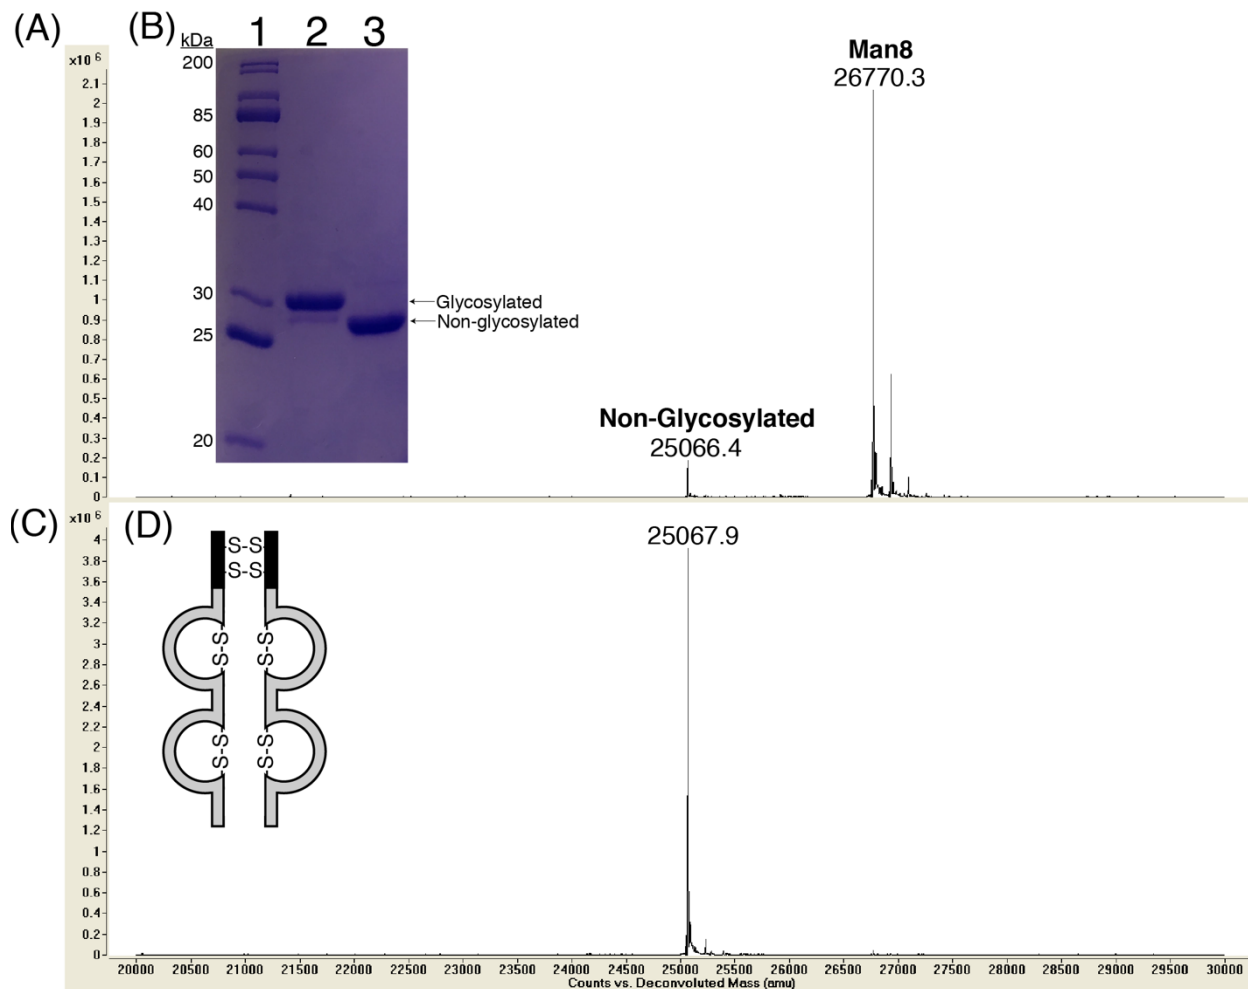 (A)
(B)
kDa
1 2 3
200
85
60
50
40
30
25
20
Glycosylated
Non-glycosylated
x10 6
2.1
2
1.9
1.8
1.7
1.6
1.5
1.4
1.3
1.2
1.1
1
0.9
0.8
0.7
0.6
0.5
0.4
0.3
0.2
0.1
0
Man8
26770.3
Non-Glycosylated
25066.4
(C)
(D)
x10 6
4
3.8
3.6
3.4
3.2
3
2.8
2.6
2.4
2.2
2
1.8
1.6
1.4
1.2
1
0.8
0.6
0.4
0.2
0
S-S
S-S
S-S
S-S
S-S
S-S
25067.9
20000 20500 21000 21500 22000 22500 23000 23500 24000 24500 25000 25500 26000 26500 27000 27500 28000 28500 29000 29500 30000
Counts vs. Deconvoluted Mass (amu)